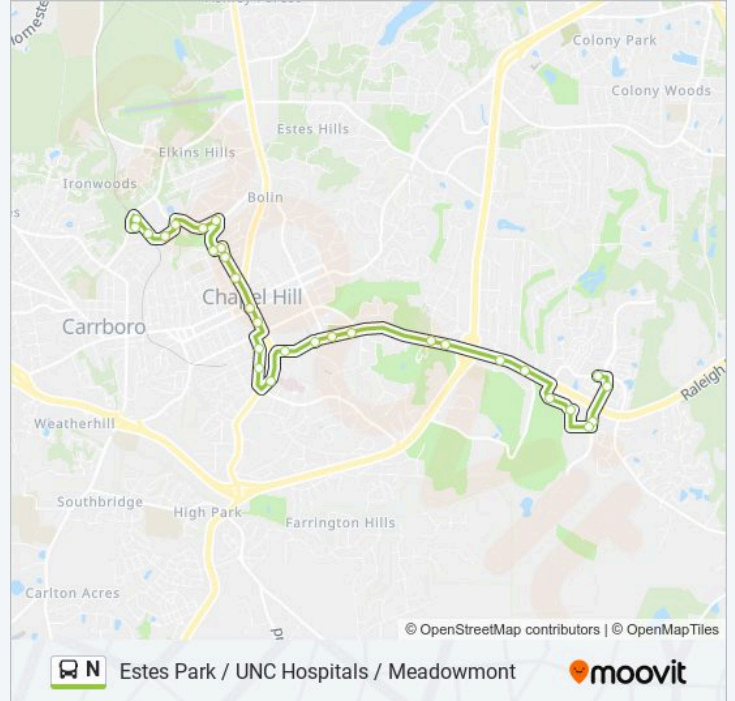 Colony Park
Colony Woods
Estes Hills
Elkins Hills
Ironwoods
Bolin
Chapel Hill
Carrboro
Raleigh
Weatherhill
Southbridge
High Park
Farrington Hills
Carlton Acres
© OpenStreetMap contributors | © OpenMapTiles
N Estes Park / UNC Hospitals / Meadowmont
moovit